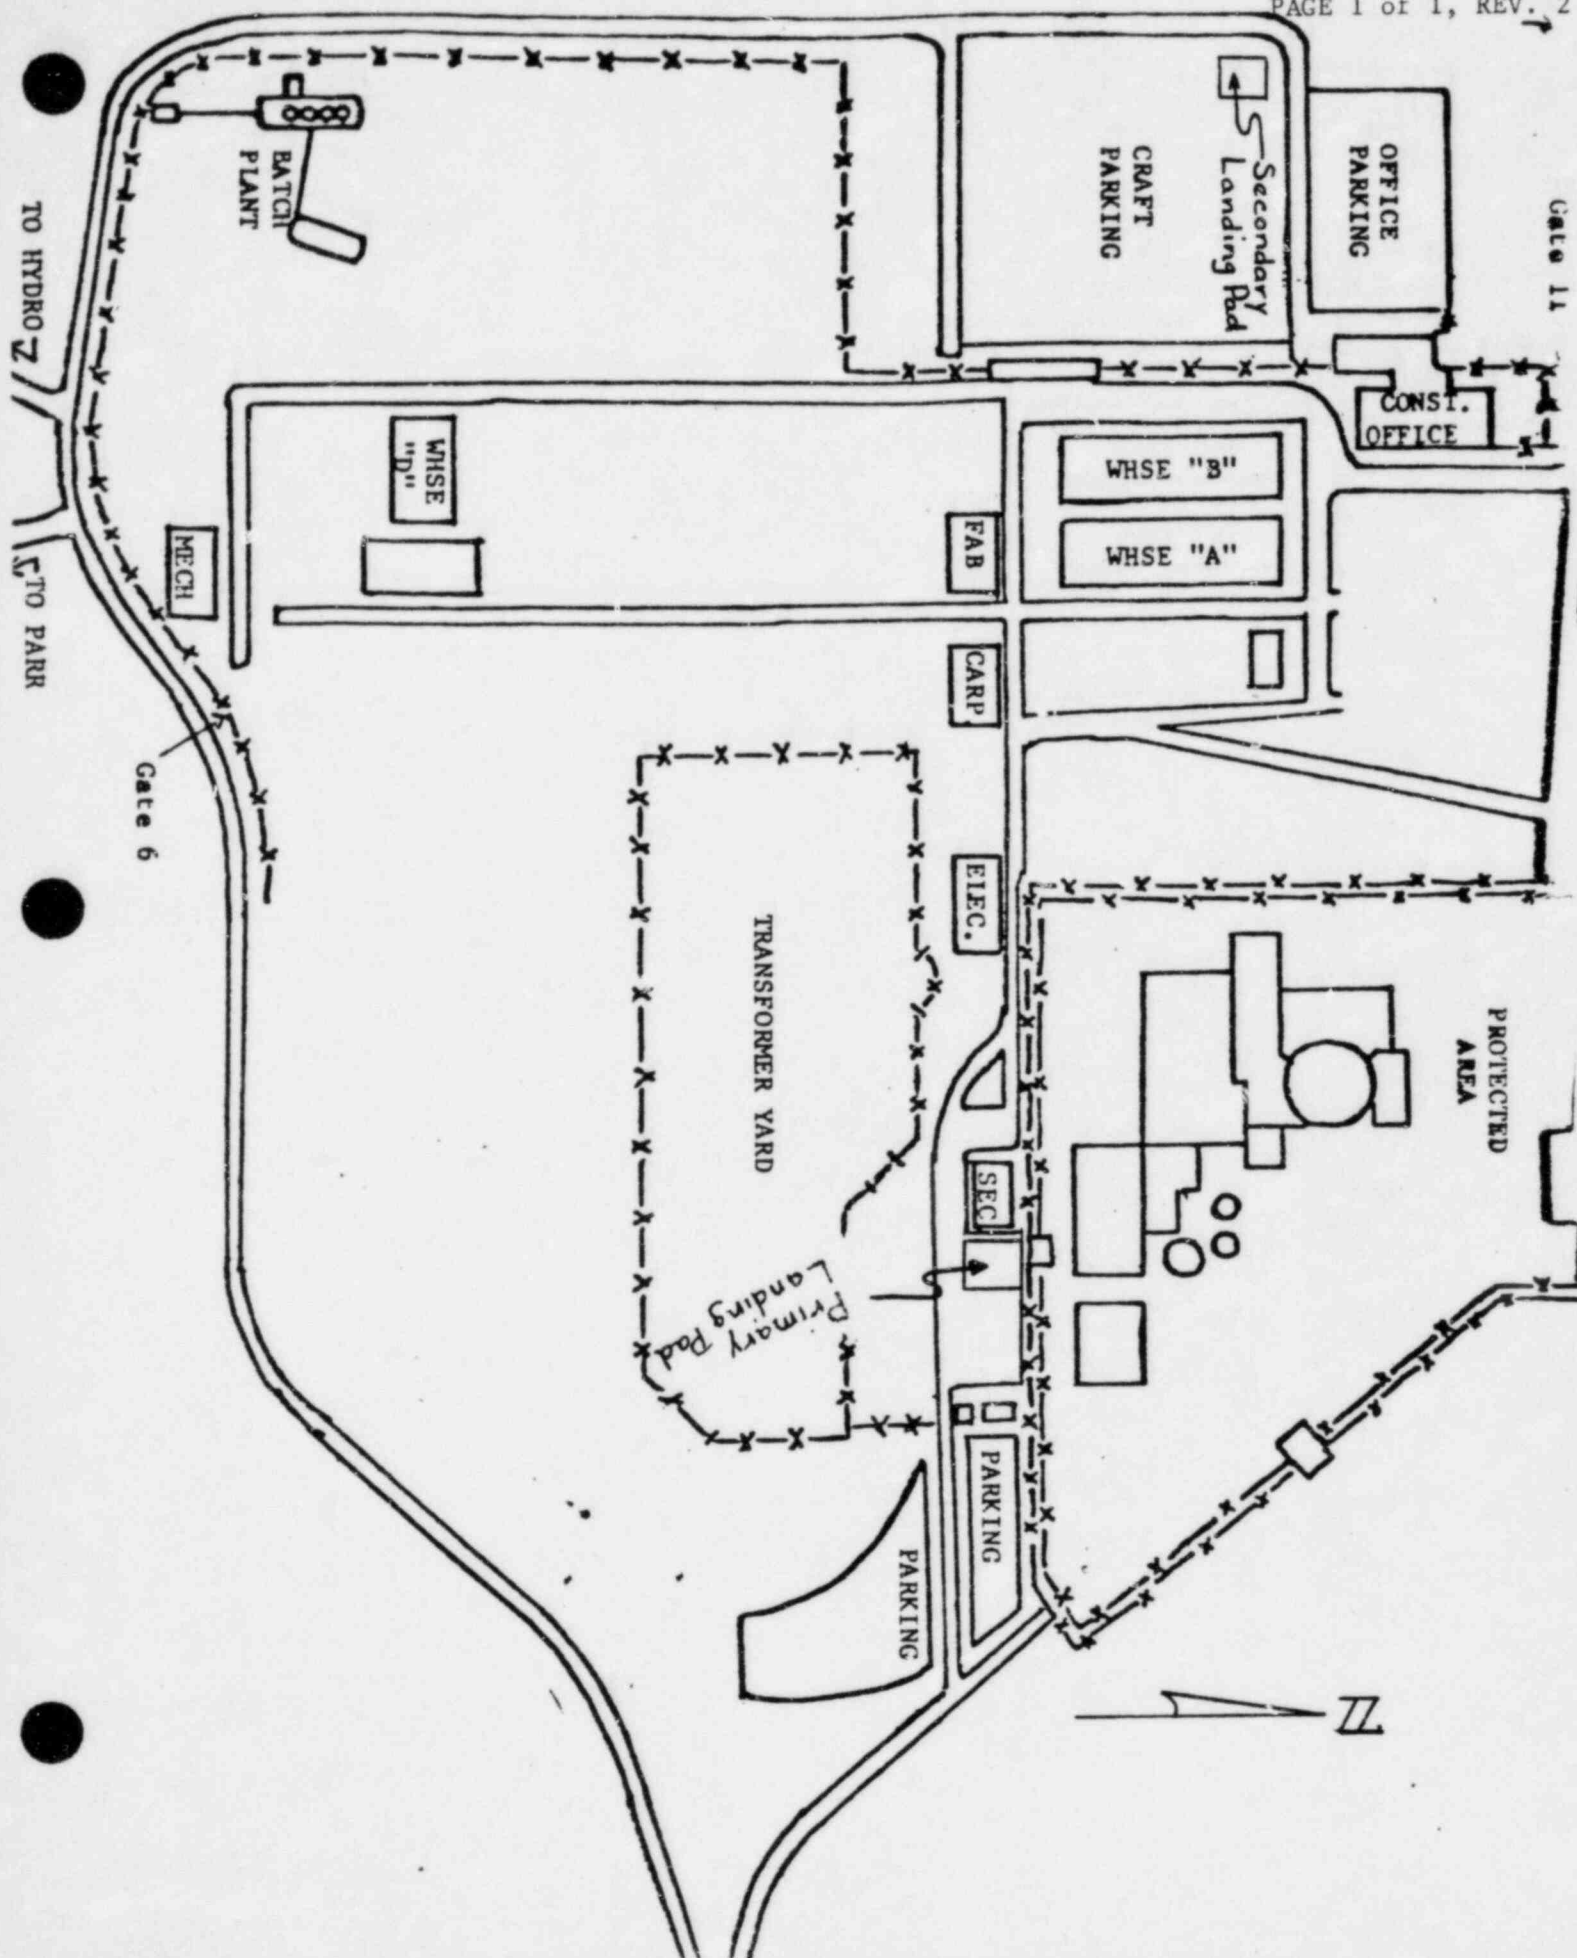 PAGE 1 of 1, REV. 2
Gate 11
OFFICE
PARKING
Secondary
Landing Pad
CRAFT
PARKING
BATCH
PLANT
TO HYDRO
CONST.
OFFICE
WHSE "B"
WHSE "A"
WHSE
"D"
FAB
MECH
TO PARR
CARP.
Gate 6
ELEC.
TRANSFORMER YARD
PROTECTED
AREA
SEC
Primary
Landing Pad
PARKING
PARKING
N